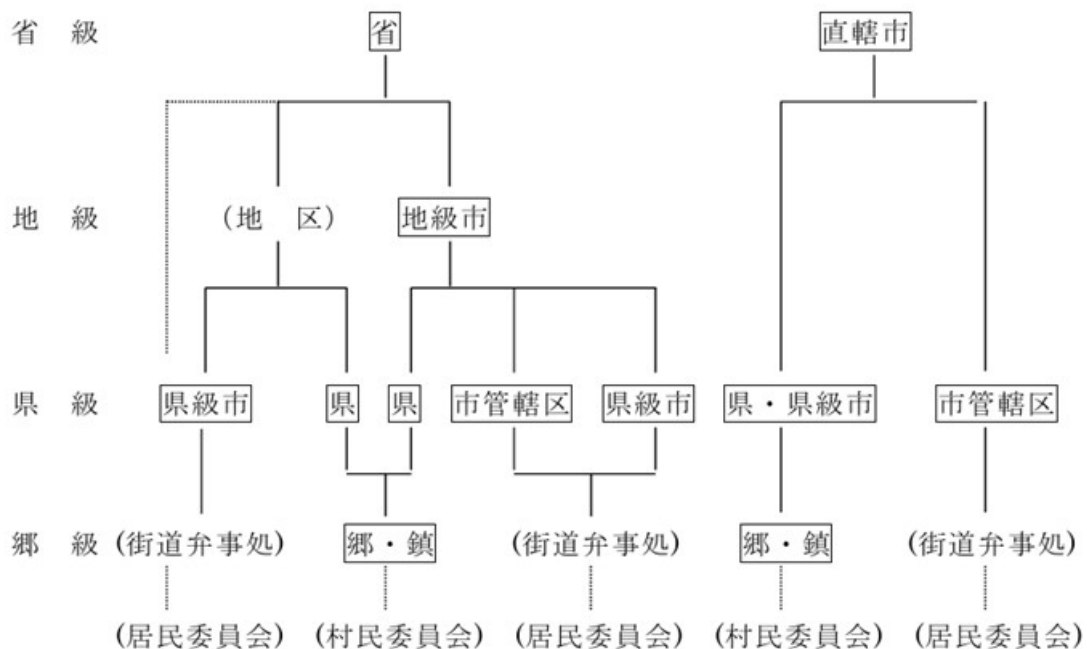 省 級 省 直轄市
地 級 (地 区) 地級市
県 級 県級市 県 県 市管轄区 県級市 県・県級市 市管轄区
郷 級 (街道弁事処) 郷・鎮 (街道弁事処) 郷・鎮 (街道弁事処)
(居民委員会) (村民委員会) (居民委員会) (村民委員会) (居民委員会)